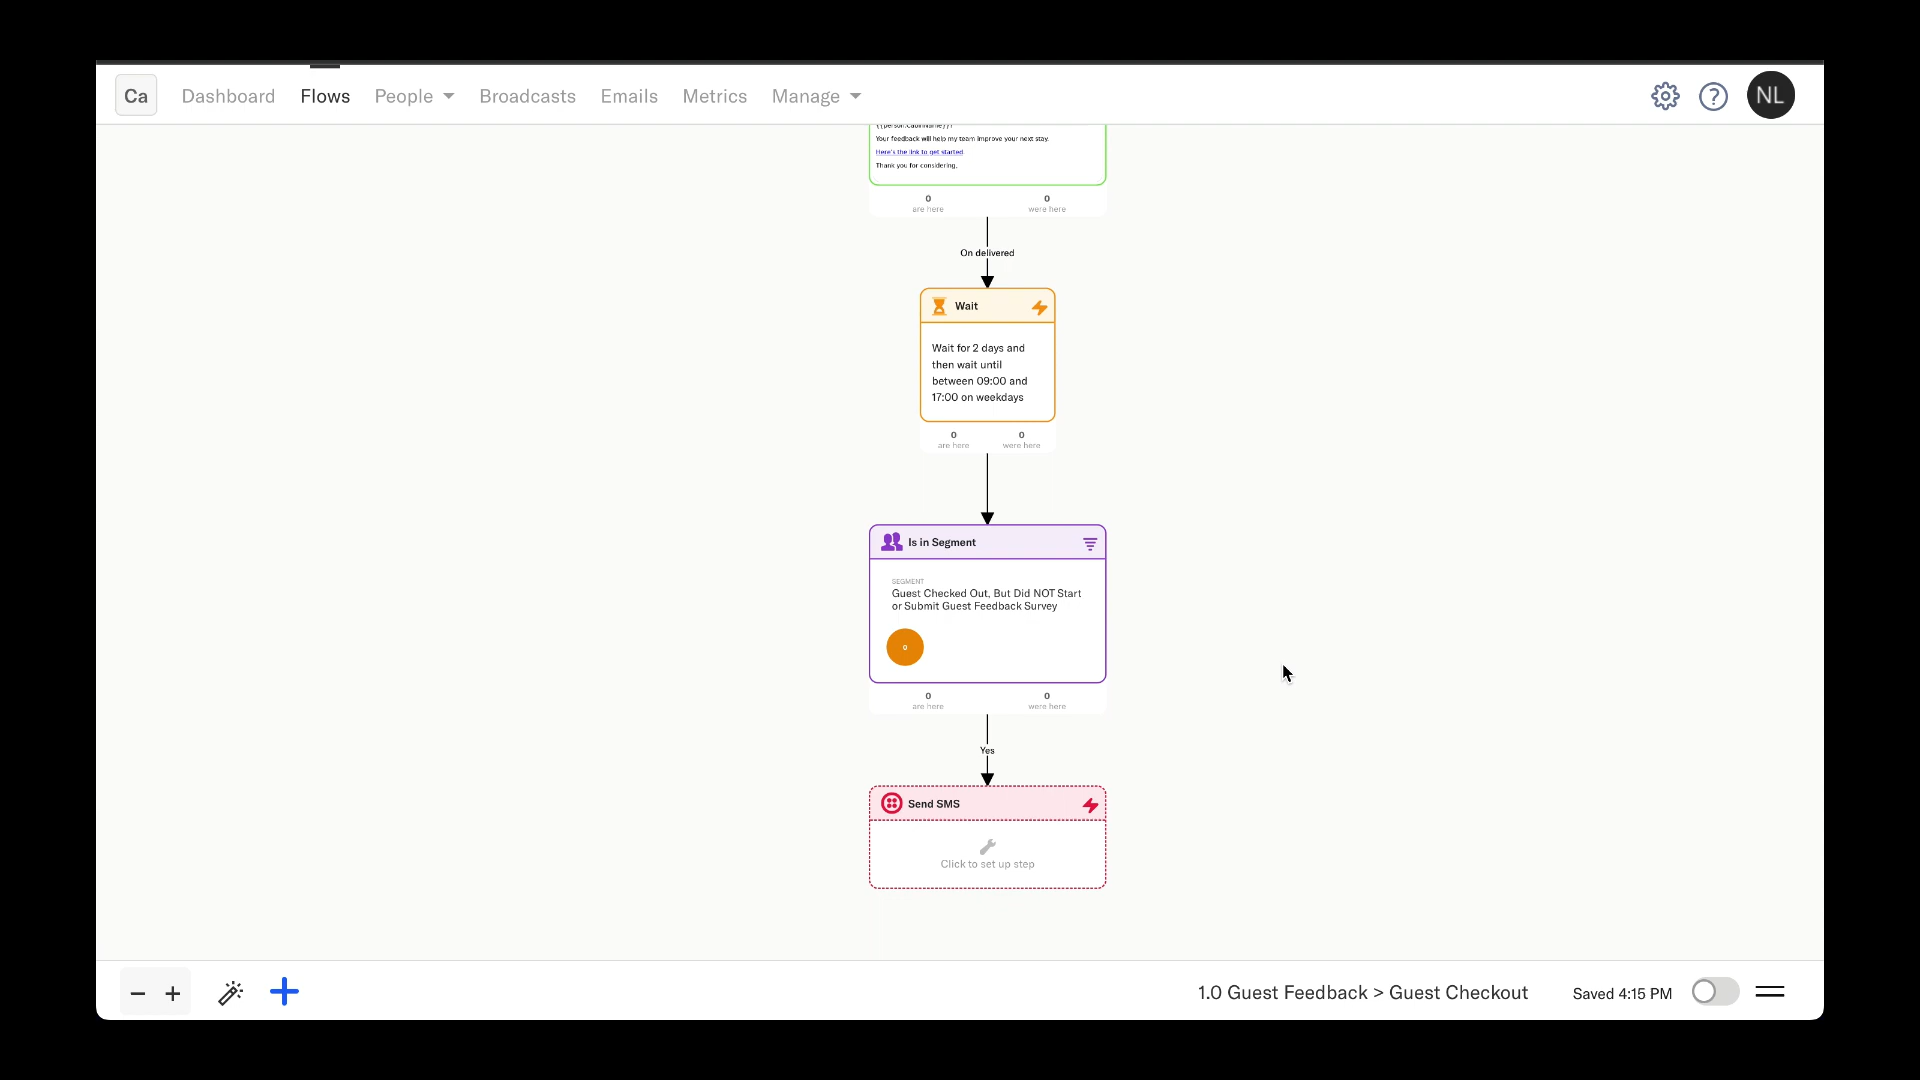 Ca Dashboard Flows People Broadcasts Emails Metrics Manage NL
{{person.cabinName}}?
Your feedback will help my team improve your next stay.
Here's the link to get started
Thank you for considering,
0 0
are here were here
On delivered
Wait
Wait for 2 days and
then wait until
between 09:00 and
17:00 on weekdays
0 0
are here were here
Is in Segment
SEGMENT
Guest Checked Out, But Did NOT Start
or Submit Guest Feedback Survey
0
0 0
are here were here
Yes
Send SMS
Click to set up step
1.0 Guest Feedback > Guest Checkout Saved 4:15 PM